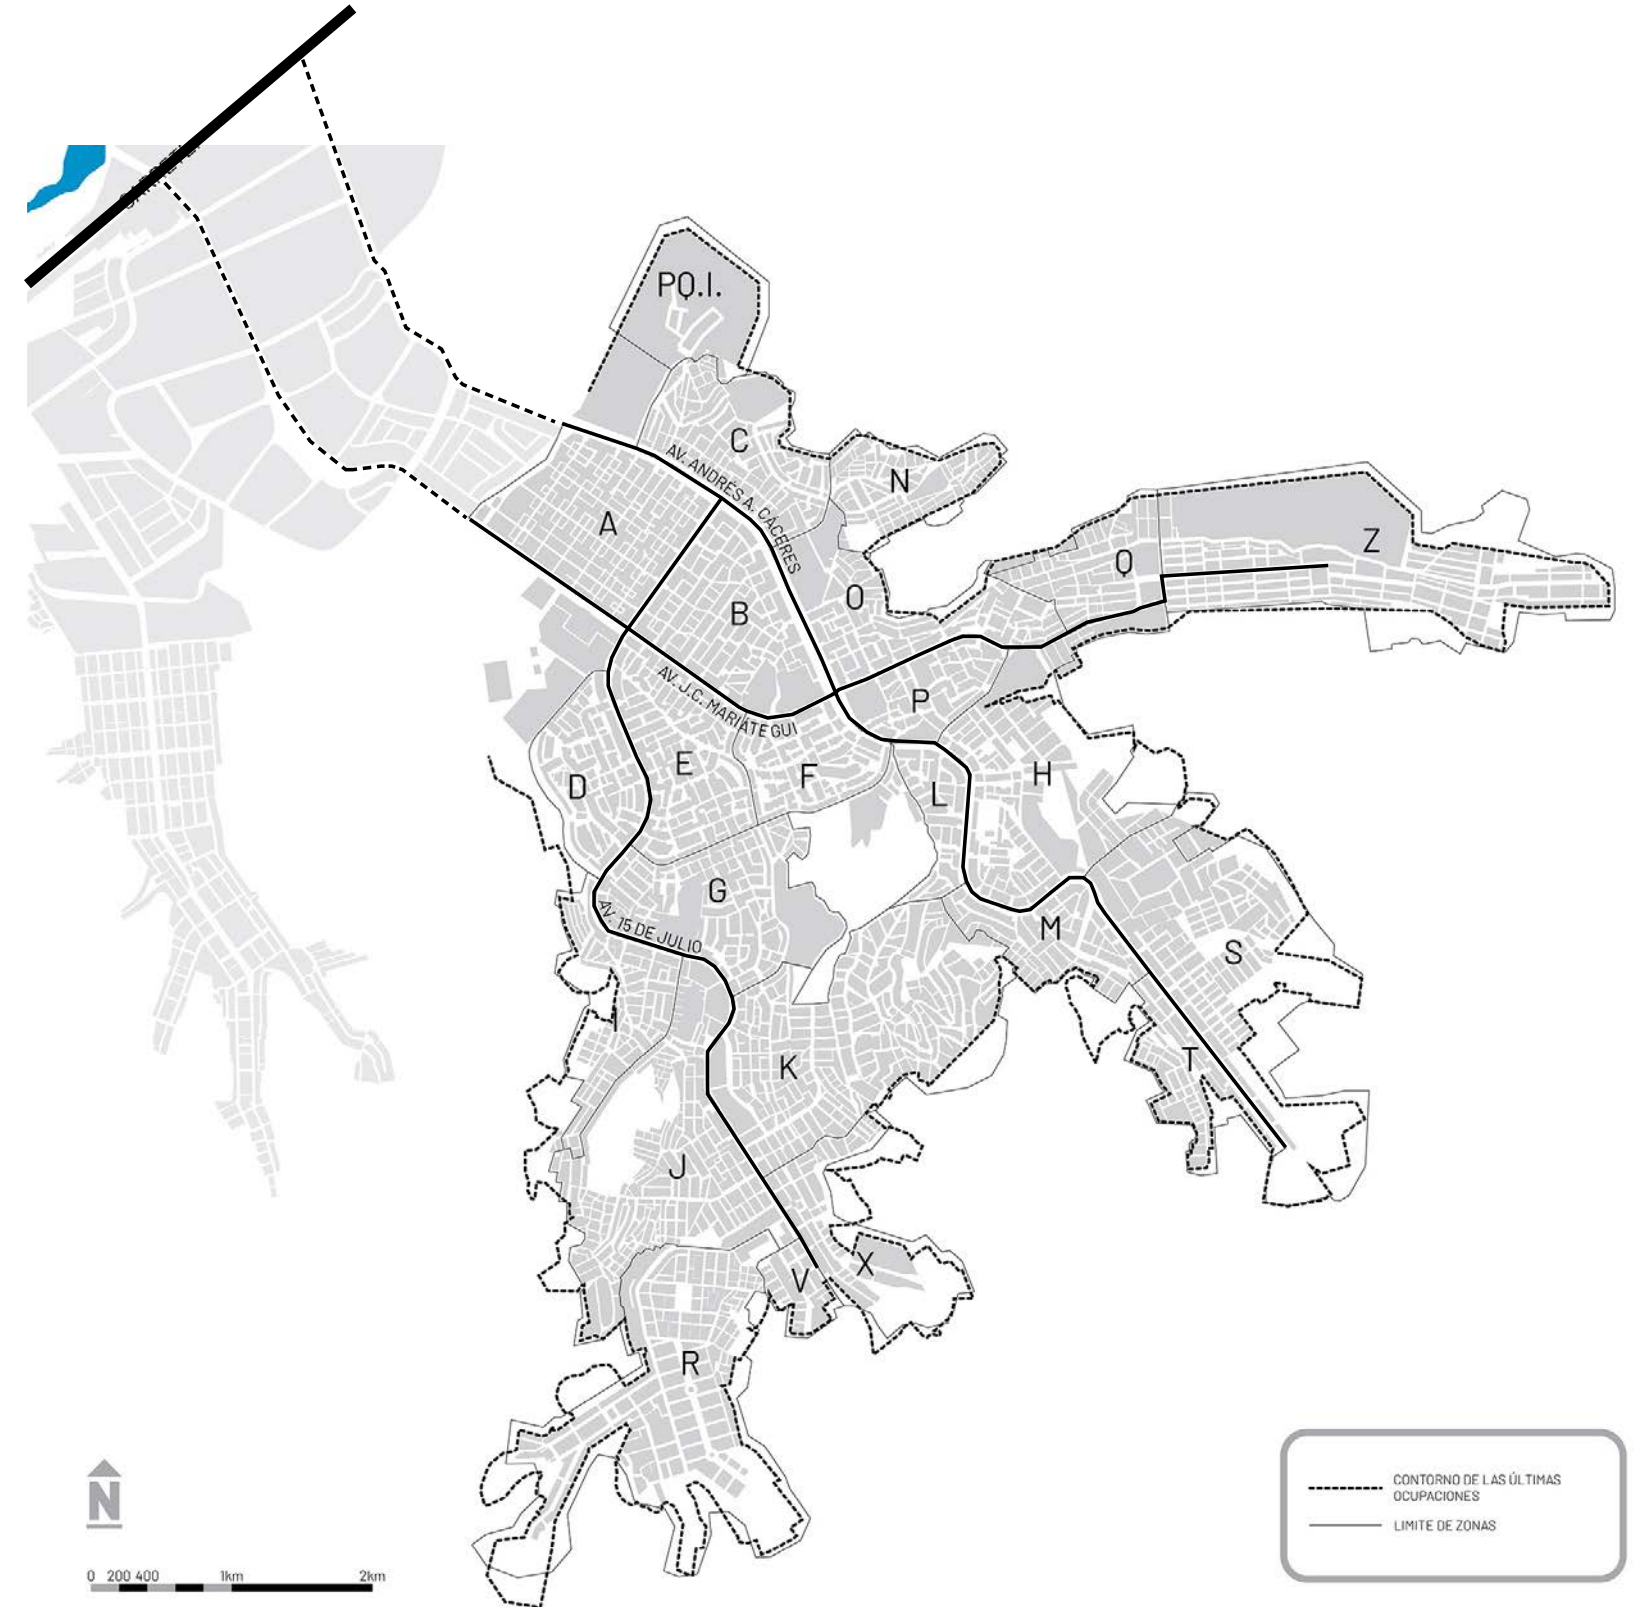 PQ.I.
C
AV. ANDRÉS A. CÁCERES
N
A
Z
Q
O
B
AV. J.C. MARIÁTEGUI
P
E
F
D
L
H
G
AV. 15 DE JULIO
M
S
I
T
K
J
V
X
R
N
0 200 400 1km 2km
CONTORNO DE LAS ÚLTIMAS
OCUPACIONES
LIMITE DE ZONAS